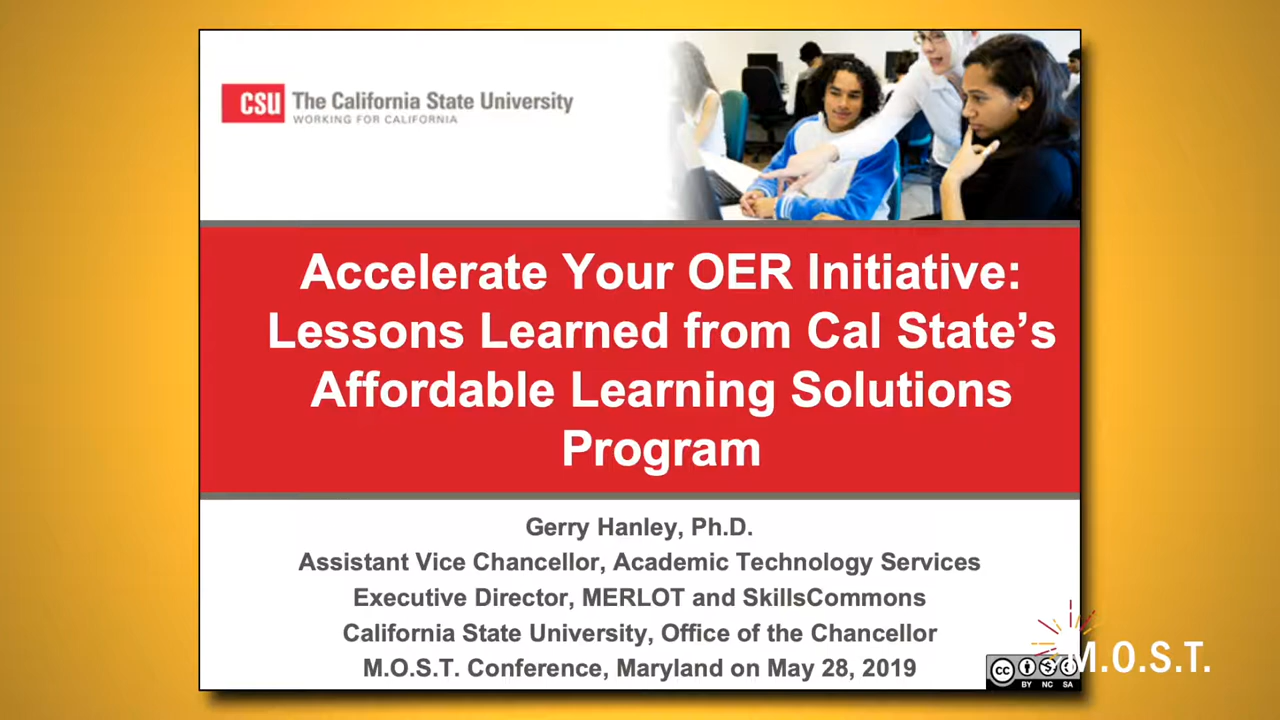 CSU The California State University
WORKING FOR CALIFORNIA
Accelerate Your OER Initiative:
Lessons Learned from Cal State’s
Affordable Learning Solutions
Program
Gerry Hanley, Ph.D.
Assistant Vice Chancellor, Academic Technology Services
Executive Director, MERLOT and SkillsCommons
California State University, Office of the Chancellor
M.O.S.T. Conference, Maryland on May 28, 2019
cc
BY NC SA
M.O.S.T.